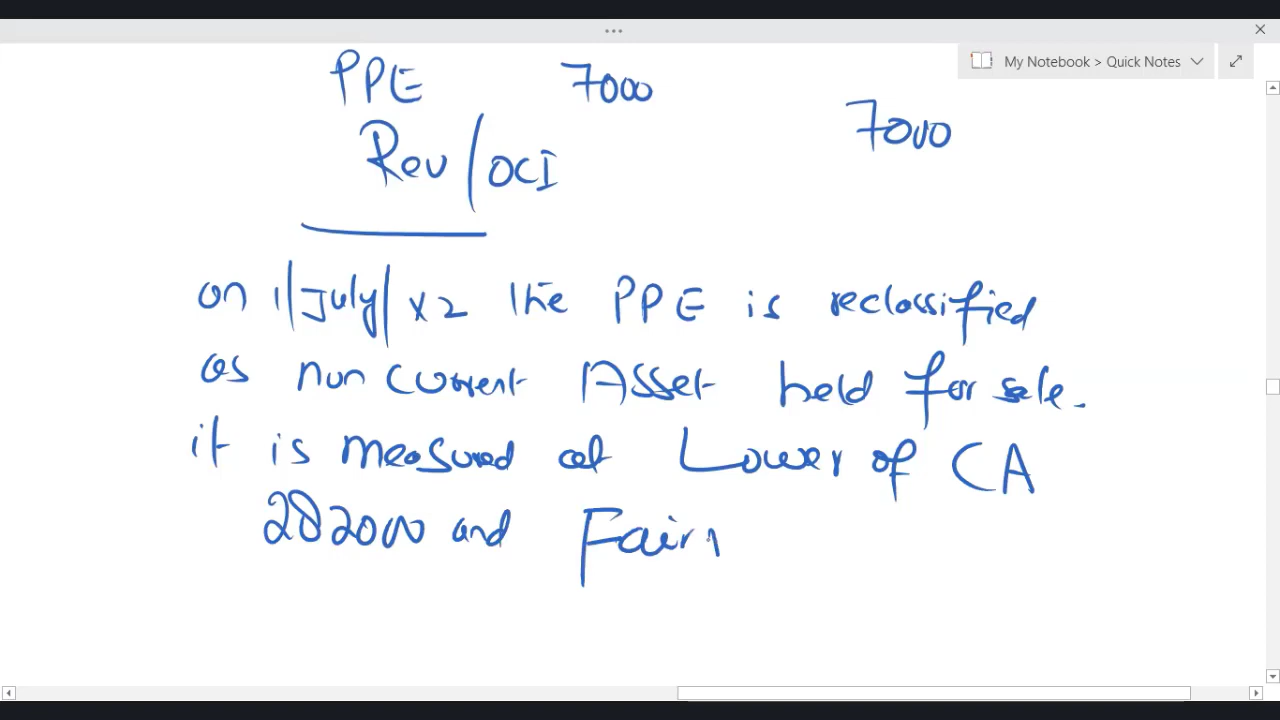 My Notebook > Quick Notes
PPE 7000
7000
Rev/OCI
on 1/July/x2 the PPE is reclassified
as non current Asset held for sale.
it is measured at Lower of CA
282000 and Fair